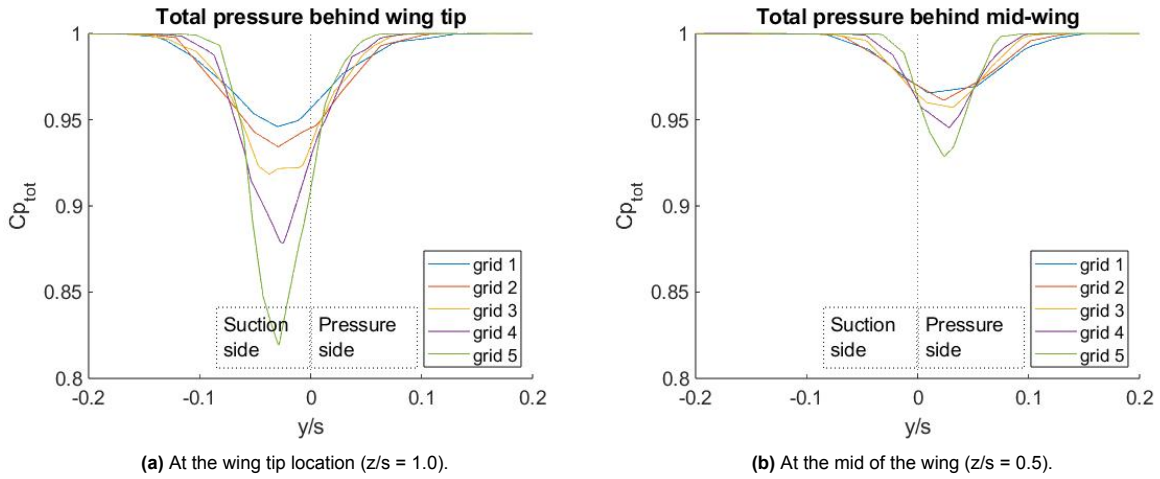 Total pressure behind wing tip
1
0.95
0.9
0.85
0.8
Cp_tot
-0.2
-0.1
0
0.1
0.2
y/s
Suction
side
Pressure
side
grid 1
grid 2
grid 3
grid 4
grid 5
(a) At the wing tip location (z/s = 1.0).
Total pressure behind mid-wing
1
0.95
0.9
0.85
0.8
Cp_tot
-0.2
-0.1
0
0.1
0.2
y/s
Suction
side
Pressure
side
grid 1
grid 2
grid 3
grid 4
grid 5
(b) At the mid of the wing (z/s = 0.5).